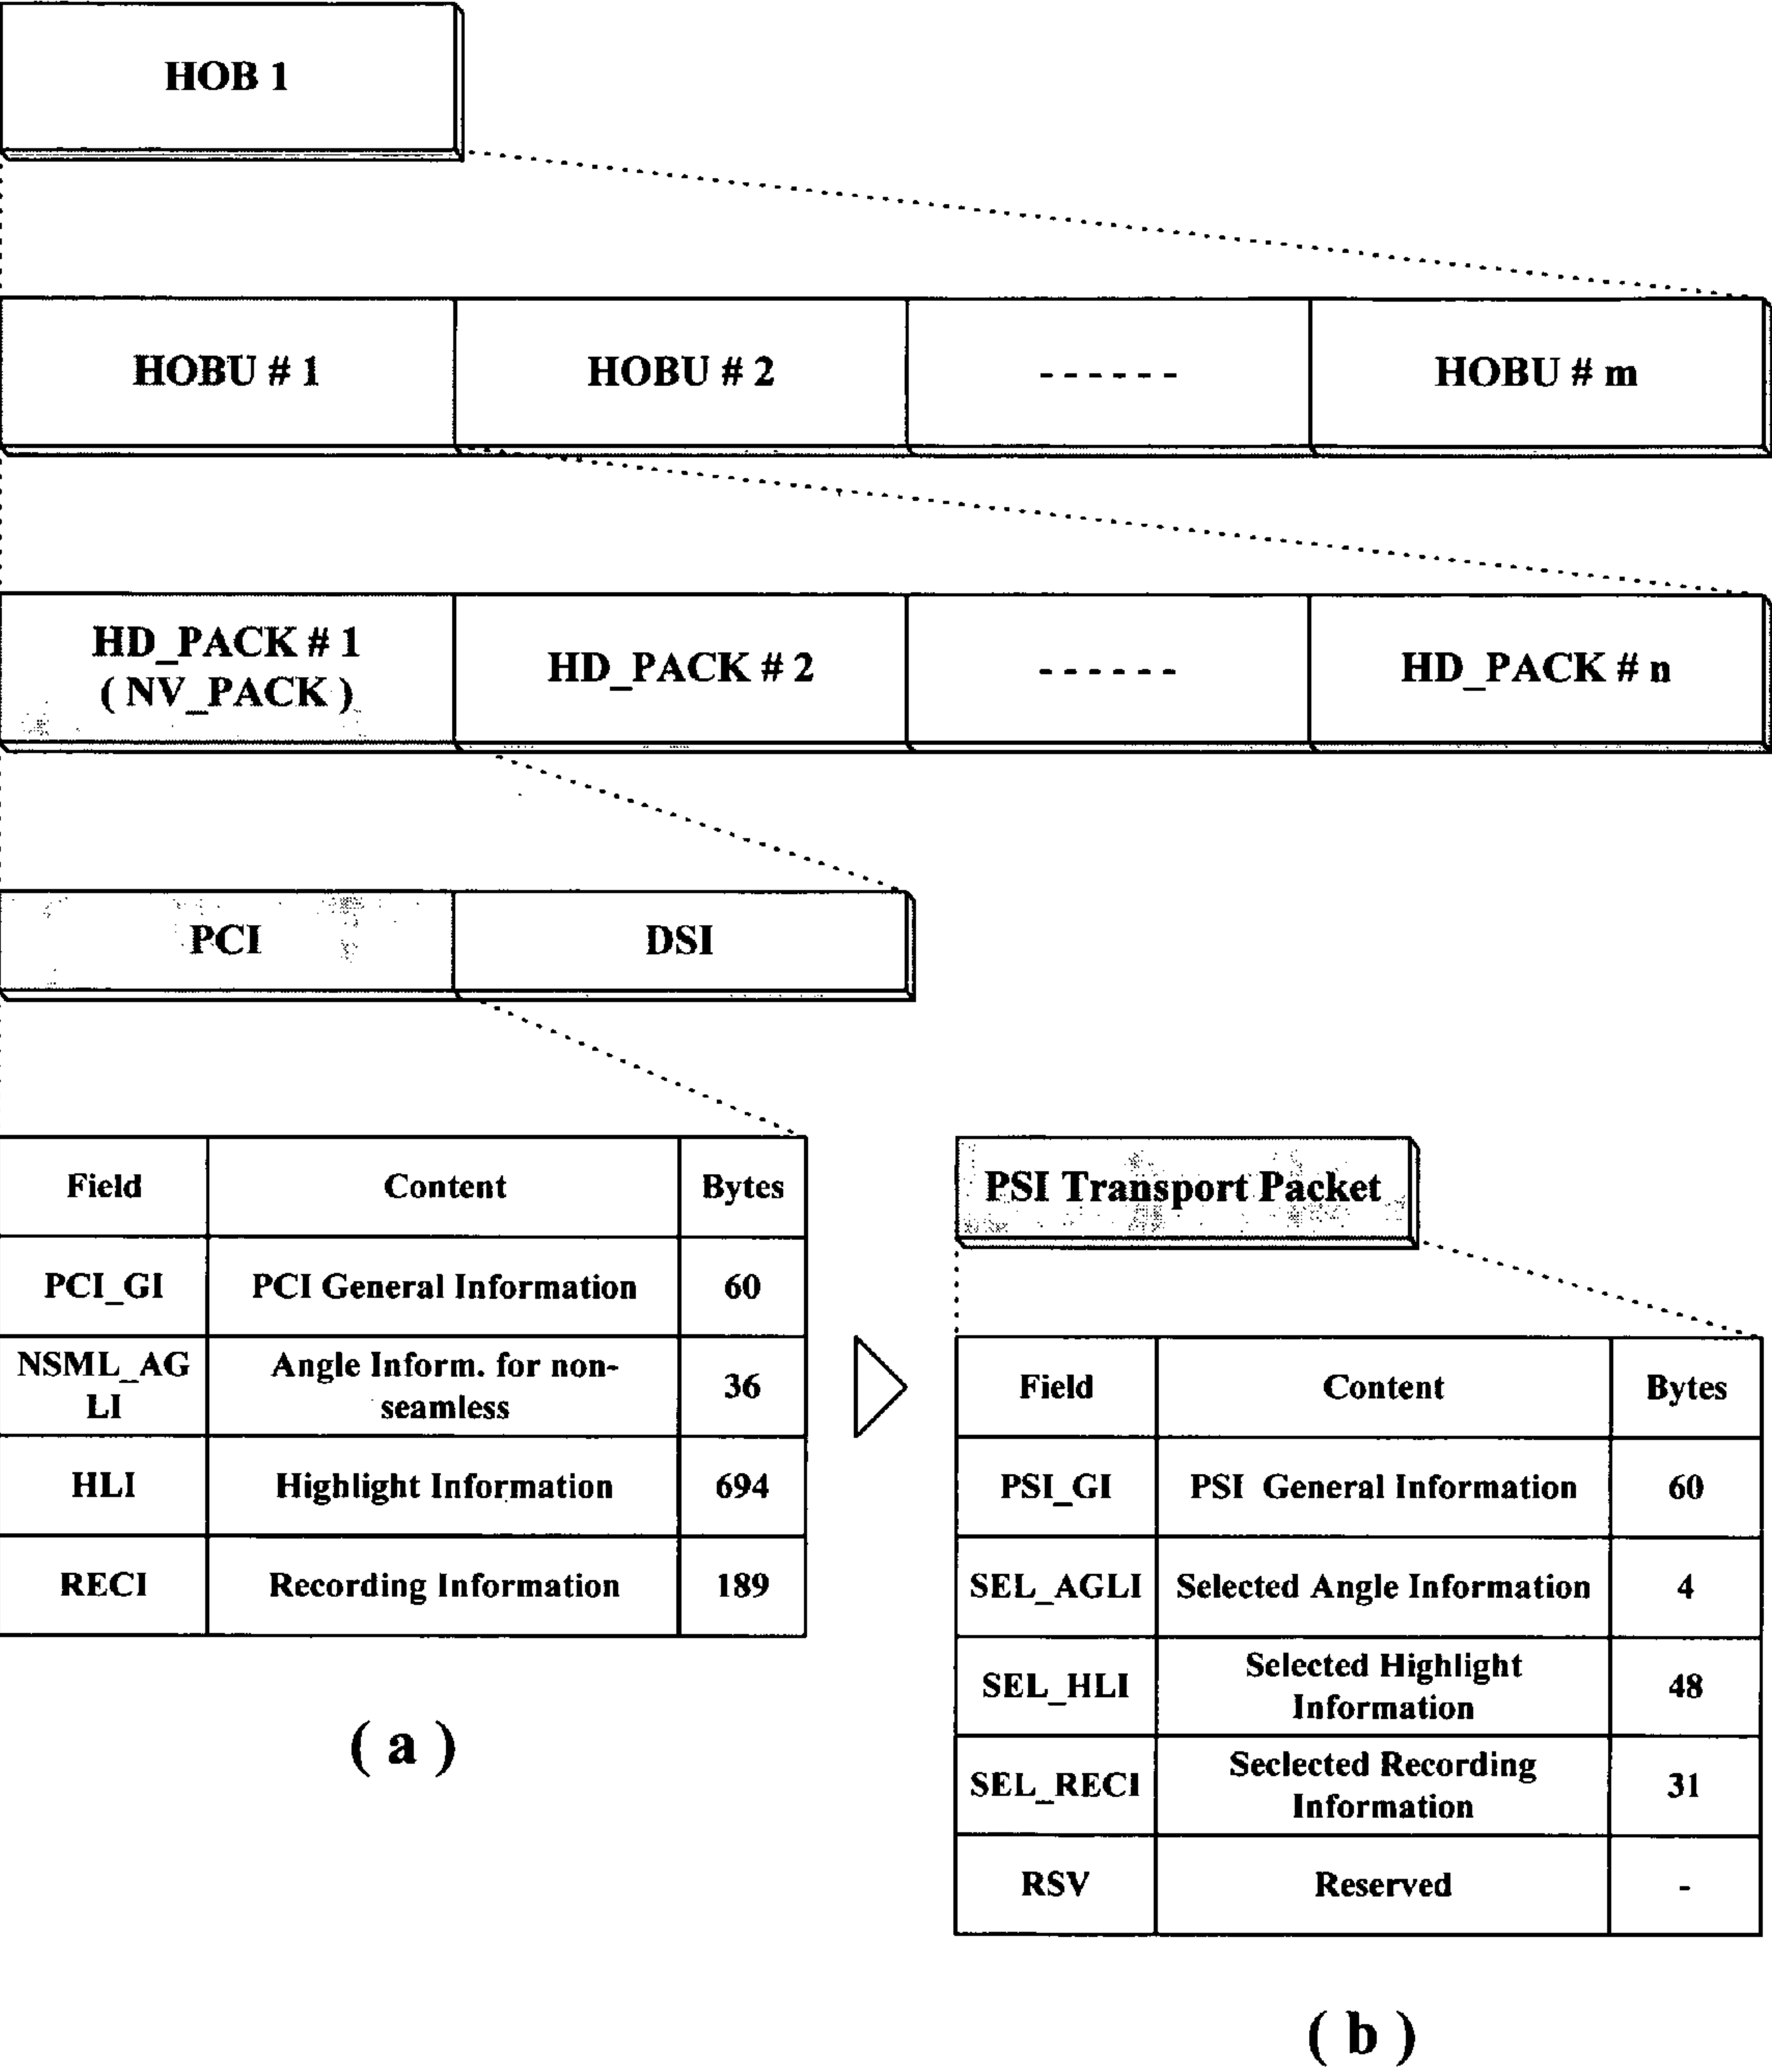 HOB 1
HOBU # 1 HOBU # 2 ------ HOBU # m
HD_PACK # 1
( NV_PACK )
HD_PACK # 2 ------ HD_PACK # n
PCI DSI
Field Content Bytes
PCI_GI PCI General Information 60
NSML_AG
LI
Angle Inform. for non-
seamless
36
HLI Highlight Information 694
RECI Recording Information 189
( a )
PSI Transport Packet
Field Content Bytes
PSI_GI PSI General Information 60
SEL_AGLI Selected Angle Information 4
SEL_HLI
Selected Highlight
Information
48
SEL_RECI
Seclected Recording
Information
31
RSV Reserved -
( b )